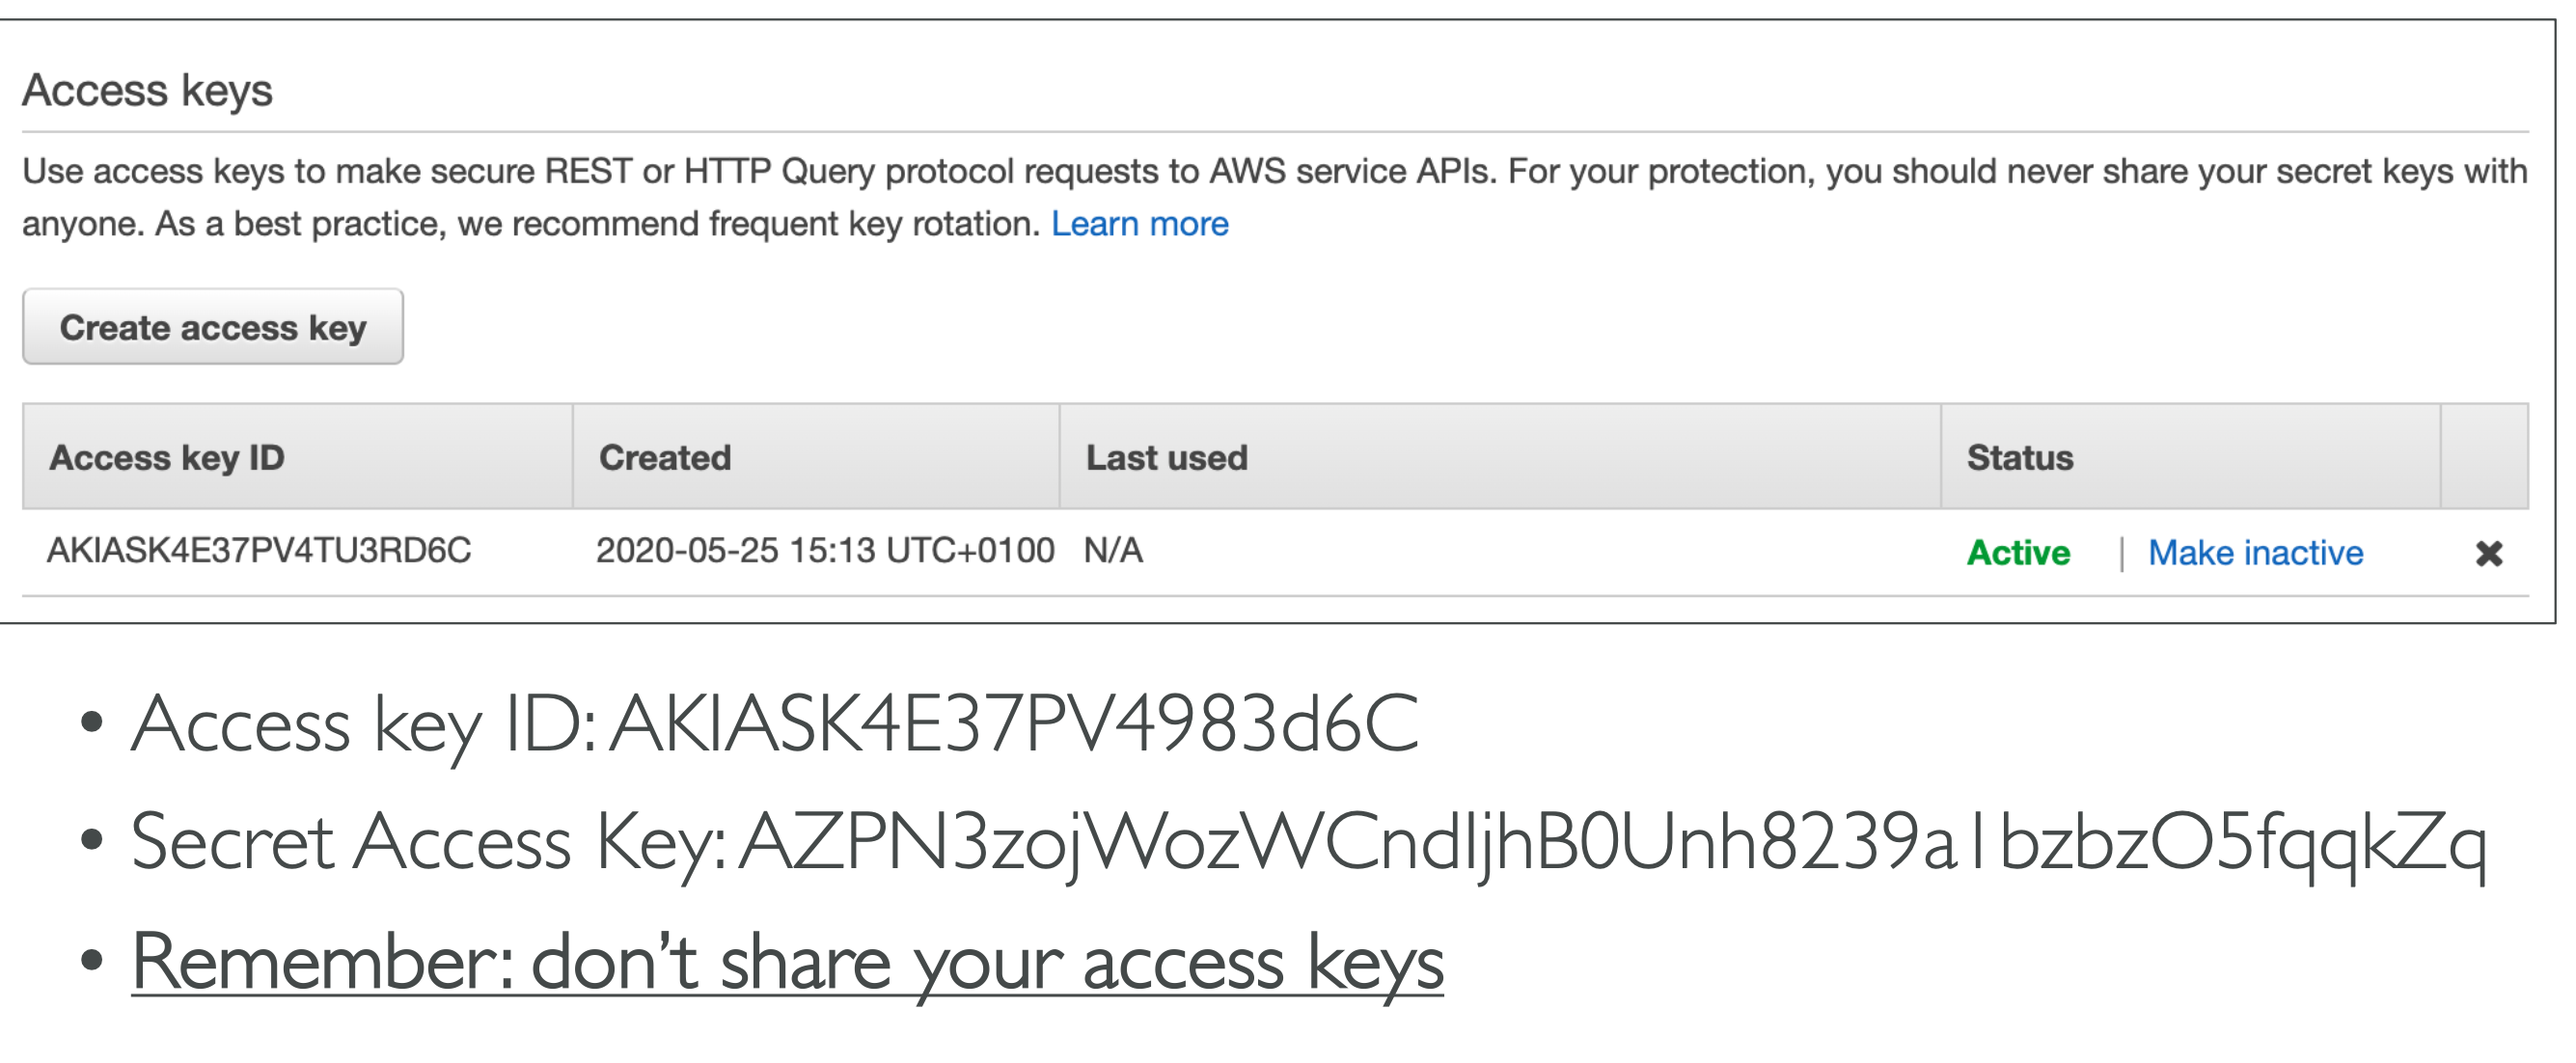 Access keys
Use access keys to make secure REST or HTTP Query protocol requests to AWS service APIs. For your protection, you should never share your secret keys with
anyone. As a best practice, we recommend frequent key rotation. Learn more
Create access key
Access key ID Created Last used Status
AKIASK4E37PV4TU3RD6C 2020-05-25 15:13 UTC+0100 N/A Active | Make inactive ✖
• Access key ID: AKIASK4E37PV4983d6C
• Secret Access Key: AZPN3zojWozWCndIjhB0Unh8239a1bzbzO5fqqkZq
• Remember: don’t share your access keys